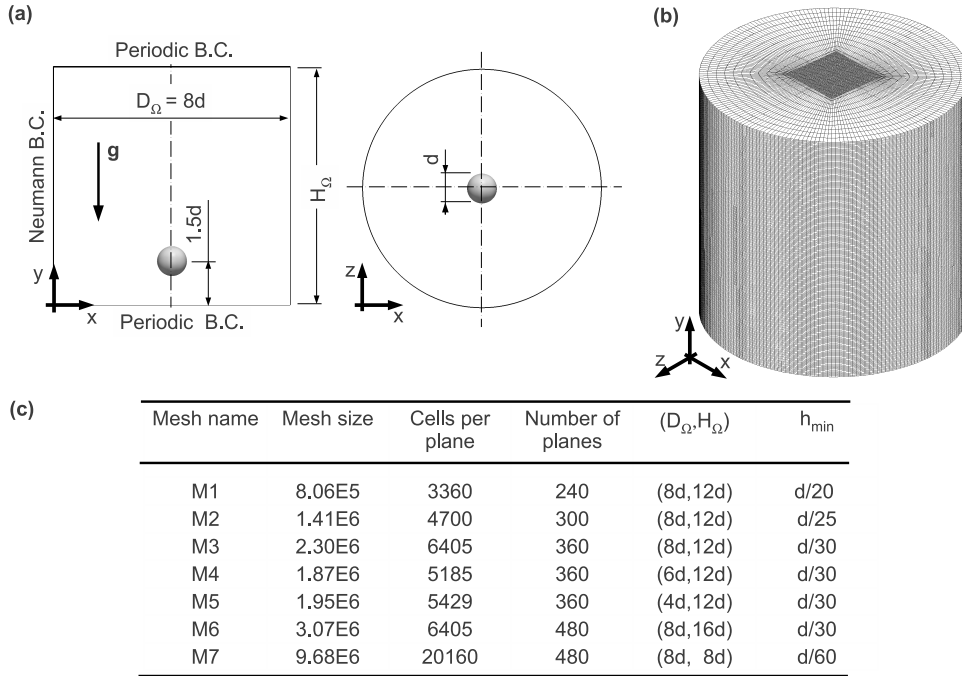 (a)
Periodic B.C.
D_Ω = 8d
Neumann B.C.
g
1.5d
H_Ω
y
x
Periodic B.C.
d
z
x
(b)
y
z
x
(c)
Mesh name Mesh size Cells per plane Number of planes (D_Ω,H_Ω) h_min
M1 8.06E5 3360 240 (8d,12d) d/20
M2 1.41E6 4700 300 (8d,12d) d/25
M3 2.30E6 6405 360 (8d,12d) d/30
M4 1.87E6 5185 360 (6d,12d) d/30
M5 1.95E6 5429 360 (4d,12d) d/30
M6 3.07E6 6405 480 (8d,16d) d/30
M7 9.68E6 20160 480 (8d, 8d) d/60